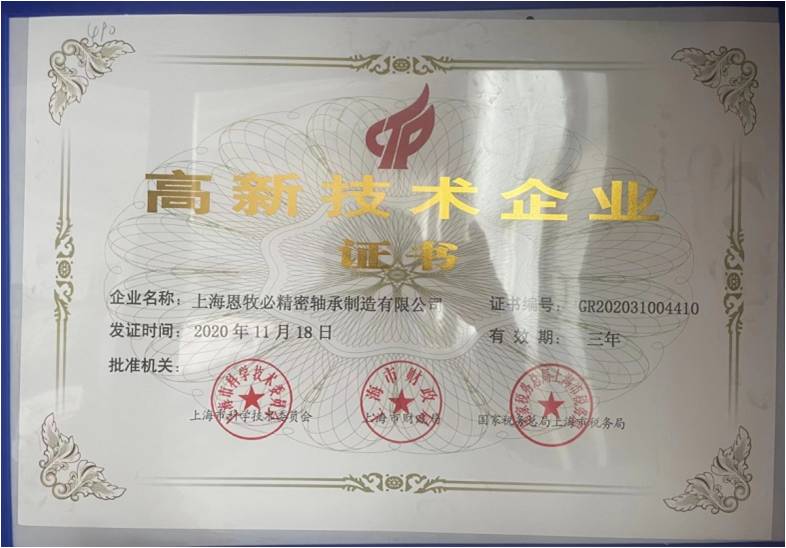 490
高新技术企业
证书
企业名称：上海恩牧必精密轴承制造有限公司
证书编号：GR202031004410
发证时间：2020年11月18日
有效期：三年
批准机关：
上海市科学技术委员会
上海市财政局
国家税务总局上海市税务局